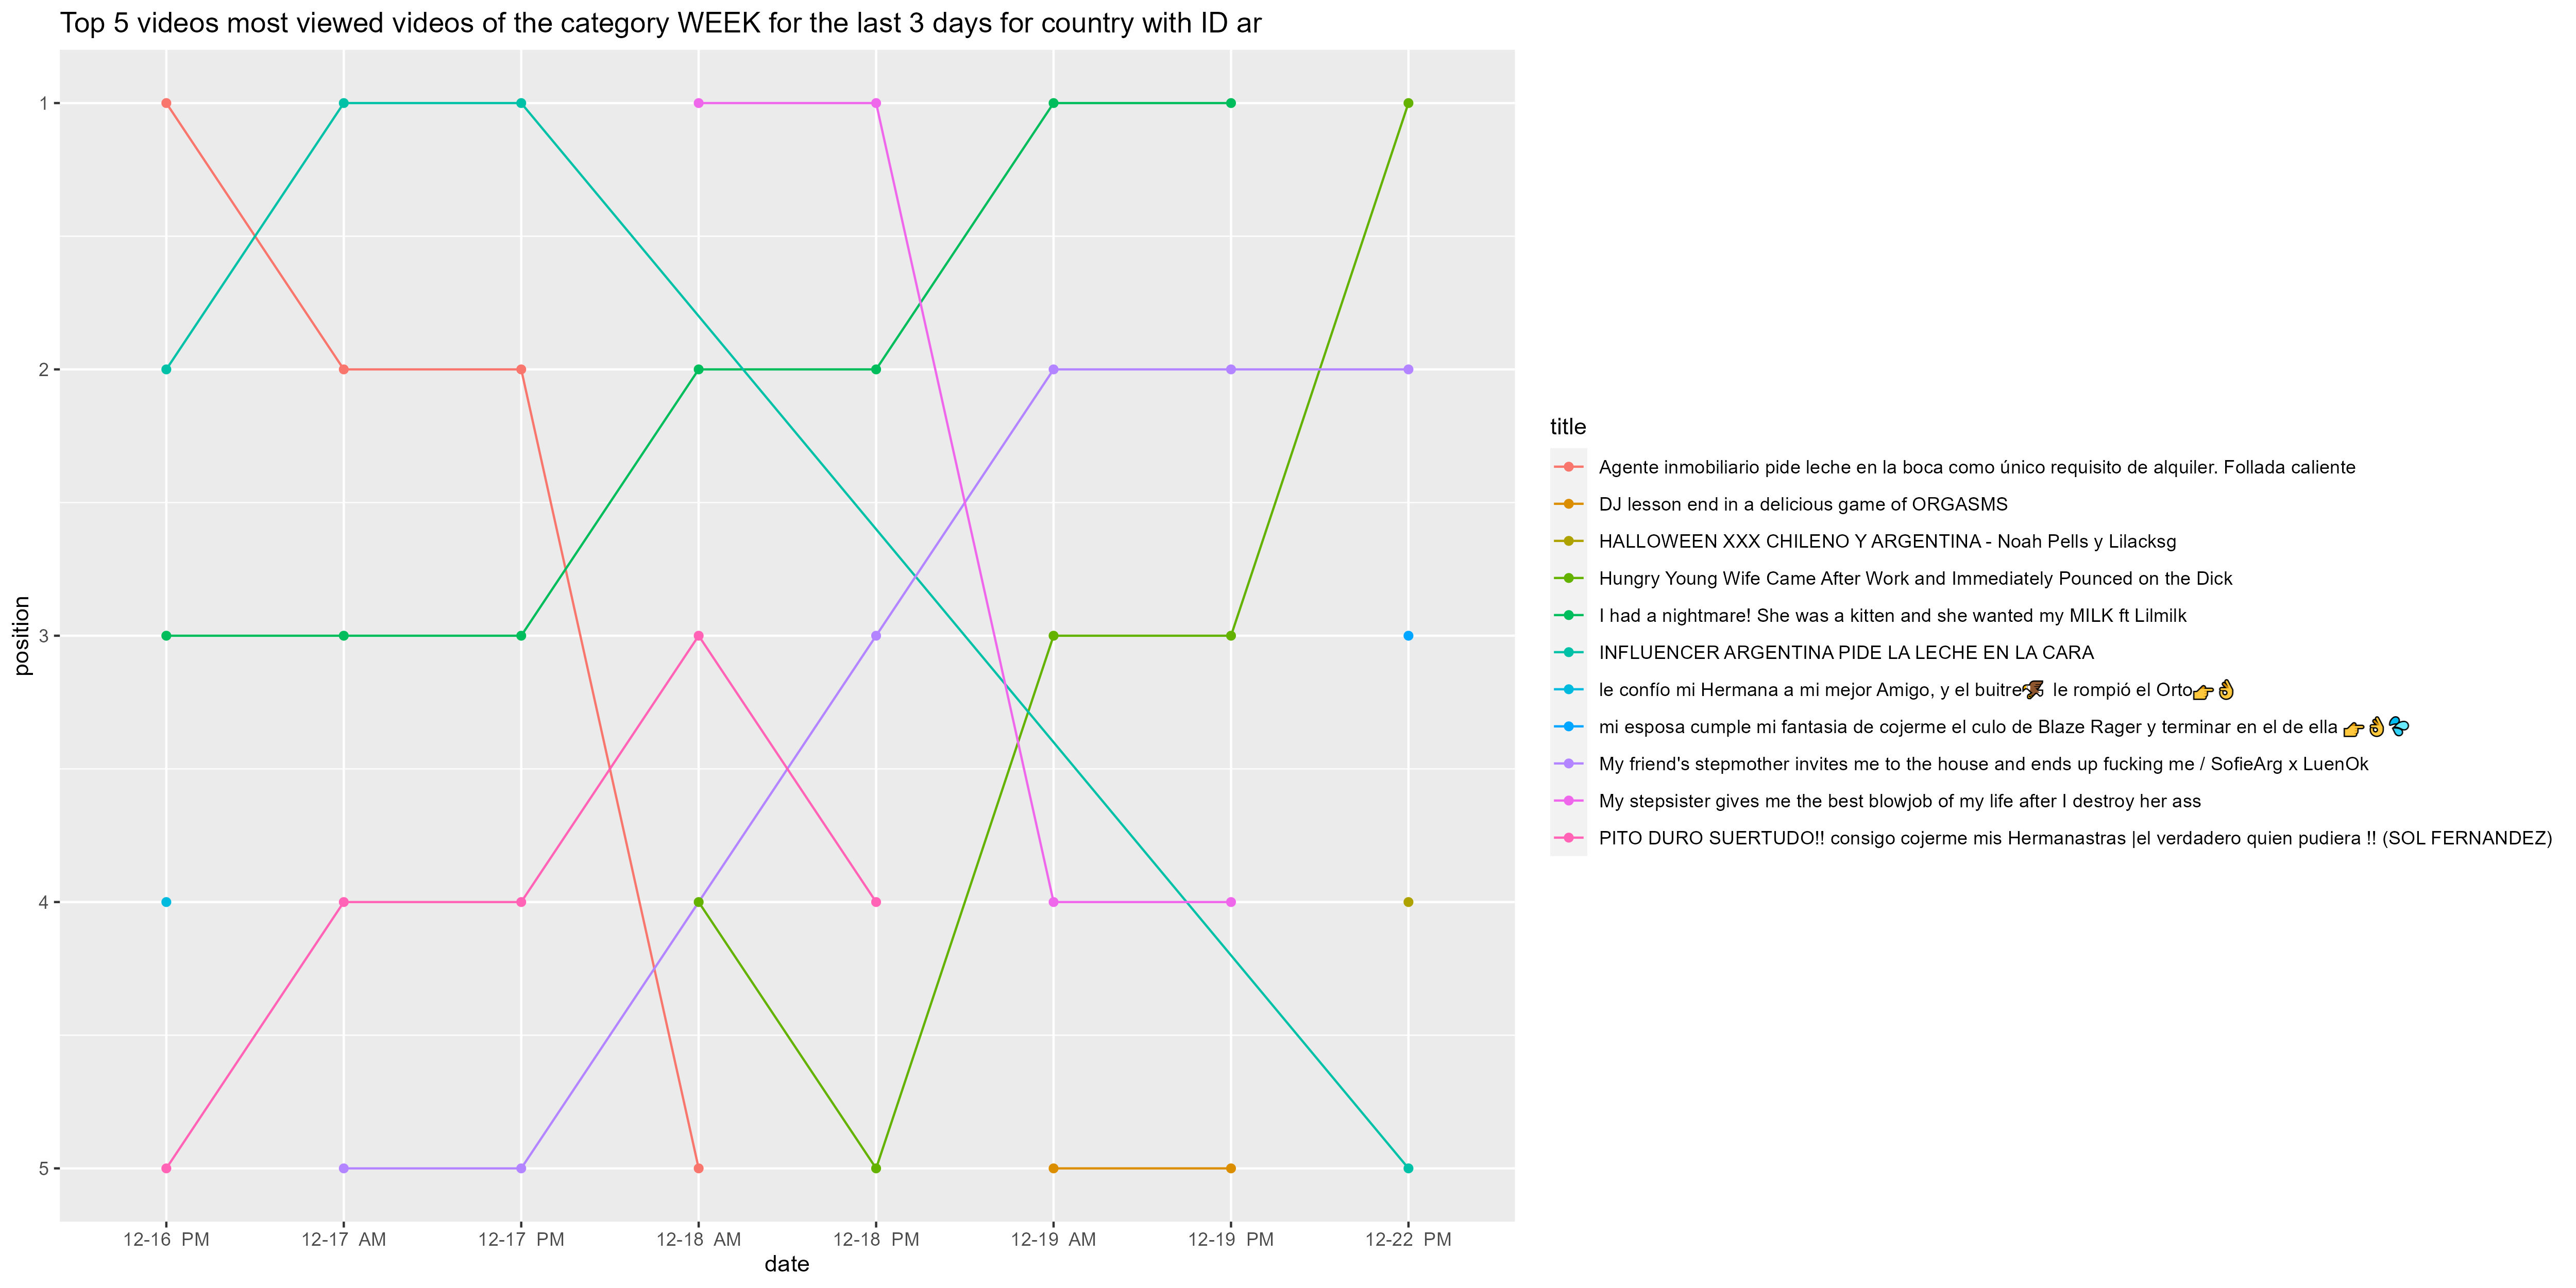 Top 5 videos most viewed videos of the category WEEK for the last 3 days for country with ID ar
position
1
2
3
4
5
12-16 PM
12-17 AM
12-17 PM
12-18 AM
12-18 PM
12-19 AM
12-19 PM
12-22 PM
date
title
Agente inmobiliario pide leche en la boca como único requisito de alquiler. Follada caliente
DJ lesson end in a delicious game of ORGASMS
HALLOWEEN XXX CHILENO Y ARGENTINA - Noah Pells y Lilacksg
Hungry Young Wife Came After Work and Immediately Pounced on the Dick
I had a nightmare! She was a kitten and she wanted my MILK ft Lilmilk
INFLUENCER ARGENTINA PIDE LA LECHE EN LA CARA
le confío mi Hermana a mi mejor Amigo, y el buitre🦅 le rompió el Orto👉👌
mi esposa cumple mi fantasia de cojerme el culo de Blaze Rager y terminar en el de ella 👉👌💦
My friend's stepmother invites me to the house and ends up fucking me / SofieArg x LuenOk
My stepsister gives me the best blowjob of my life after I destroy her ass
PITO DURO SUERTUDO!! consigo cojerme mis Hermanastras |el verdadero quien pudiera !! (SOL FERNANDEZ)